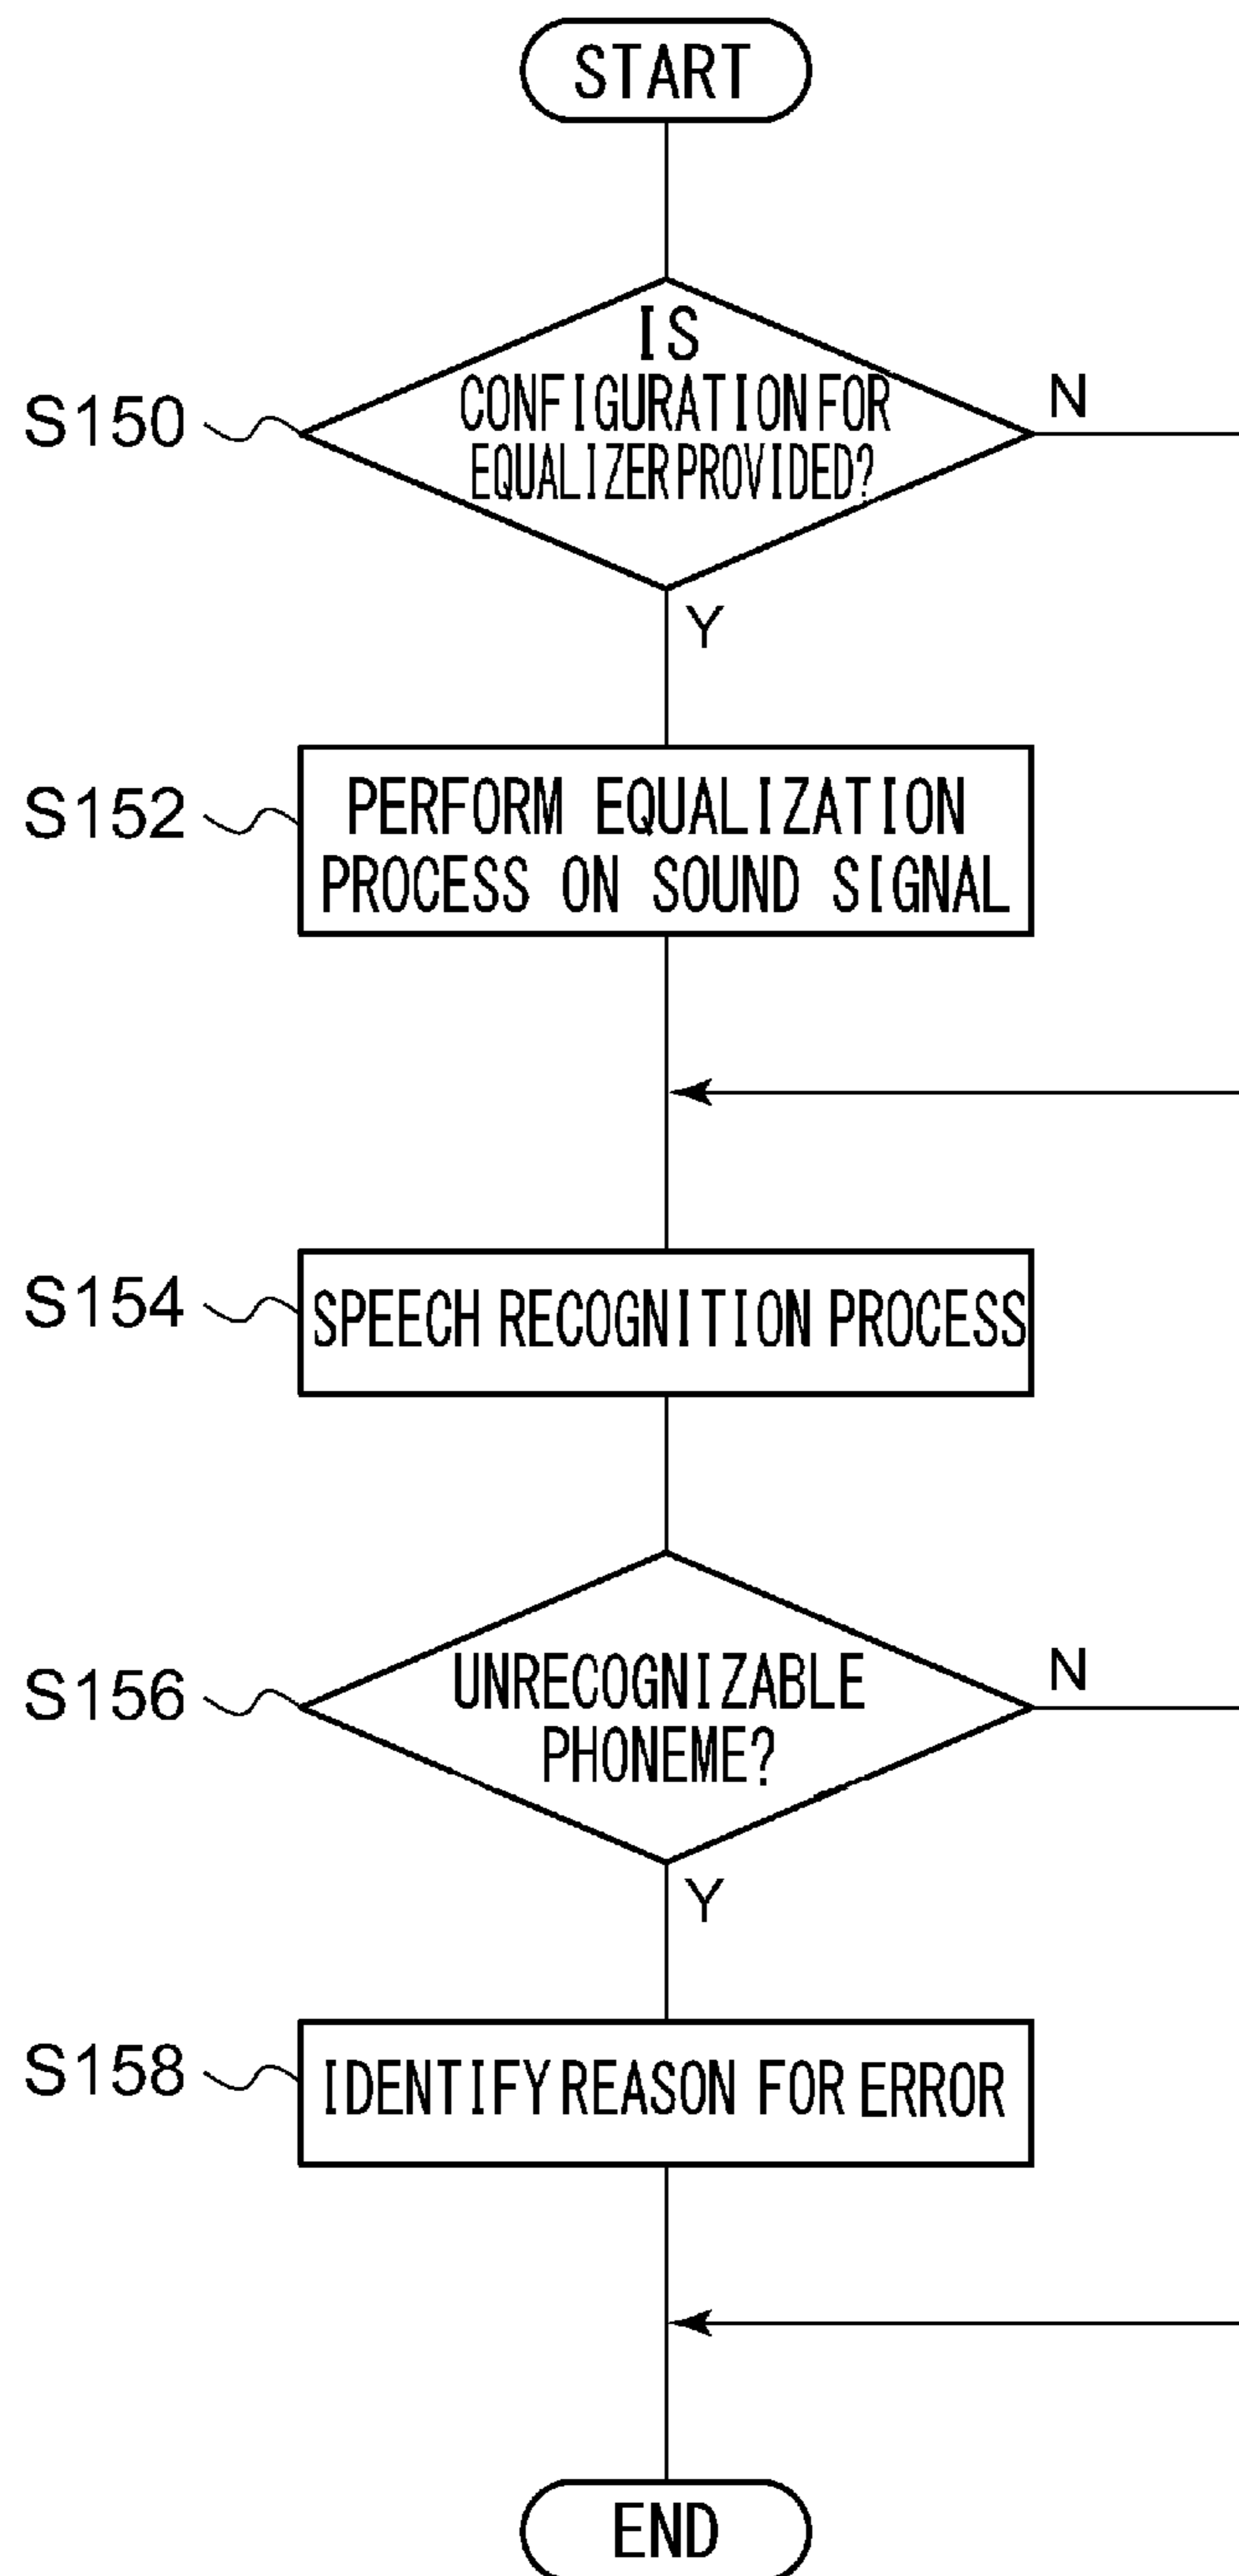 START
IS
CONFIGURATION FOR
EQUALIZER PROVIDED?
S150
N
Y
S152
PERFORM EQUALIZATION
PROCESS ON SOUND SIGNAL
S154
SPEECH RECOGNITION PROCESS
S156
UNRECOGNIZABLE
PHONEME?
N
Y
S158
IDENTIFY REASON FOR ERROR
END